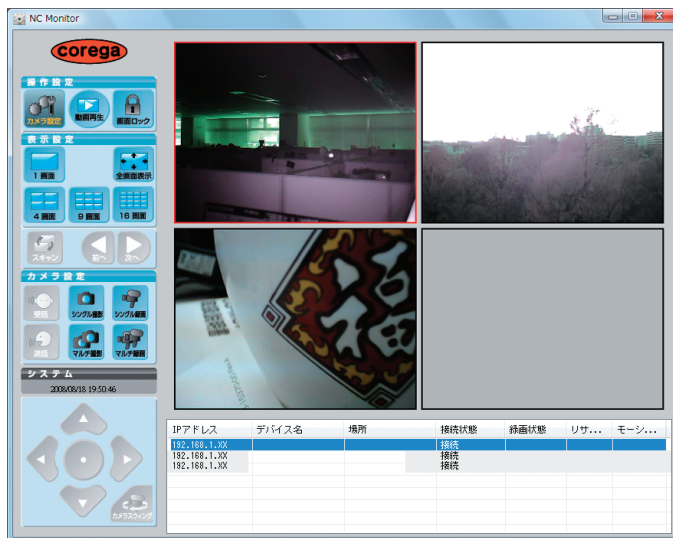 NC Monitor
corega
操作設定
カメラ設定
動画再生
画面ロック
表示設定
1 画面
全画面表示
4 画面
9 画面
16 画面
スキャン
前へ
次へ
カメラ設定
受話
シングル撮影
シングル録画
送話
マルチ撮影
マルチ録画
システム
2008/08/18 19:50:46
カメラスウィング
福
IPアドレス デバイス名 場所 接続状態 録画状態 リサ... モーシ...
192.168.1.XX 接続
192.168.1.XX 接続
192.168.1.XX 接続